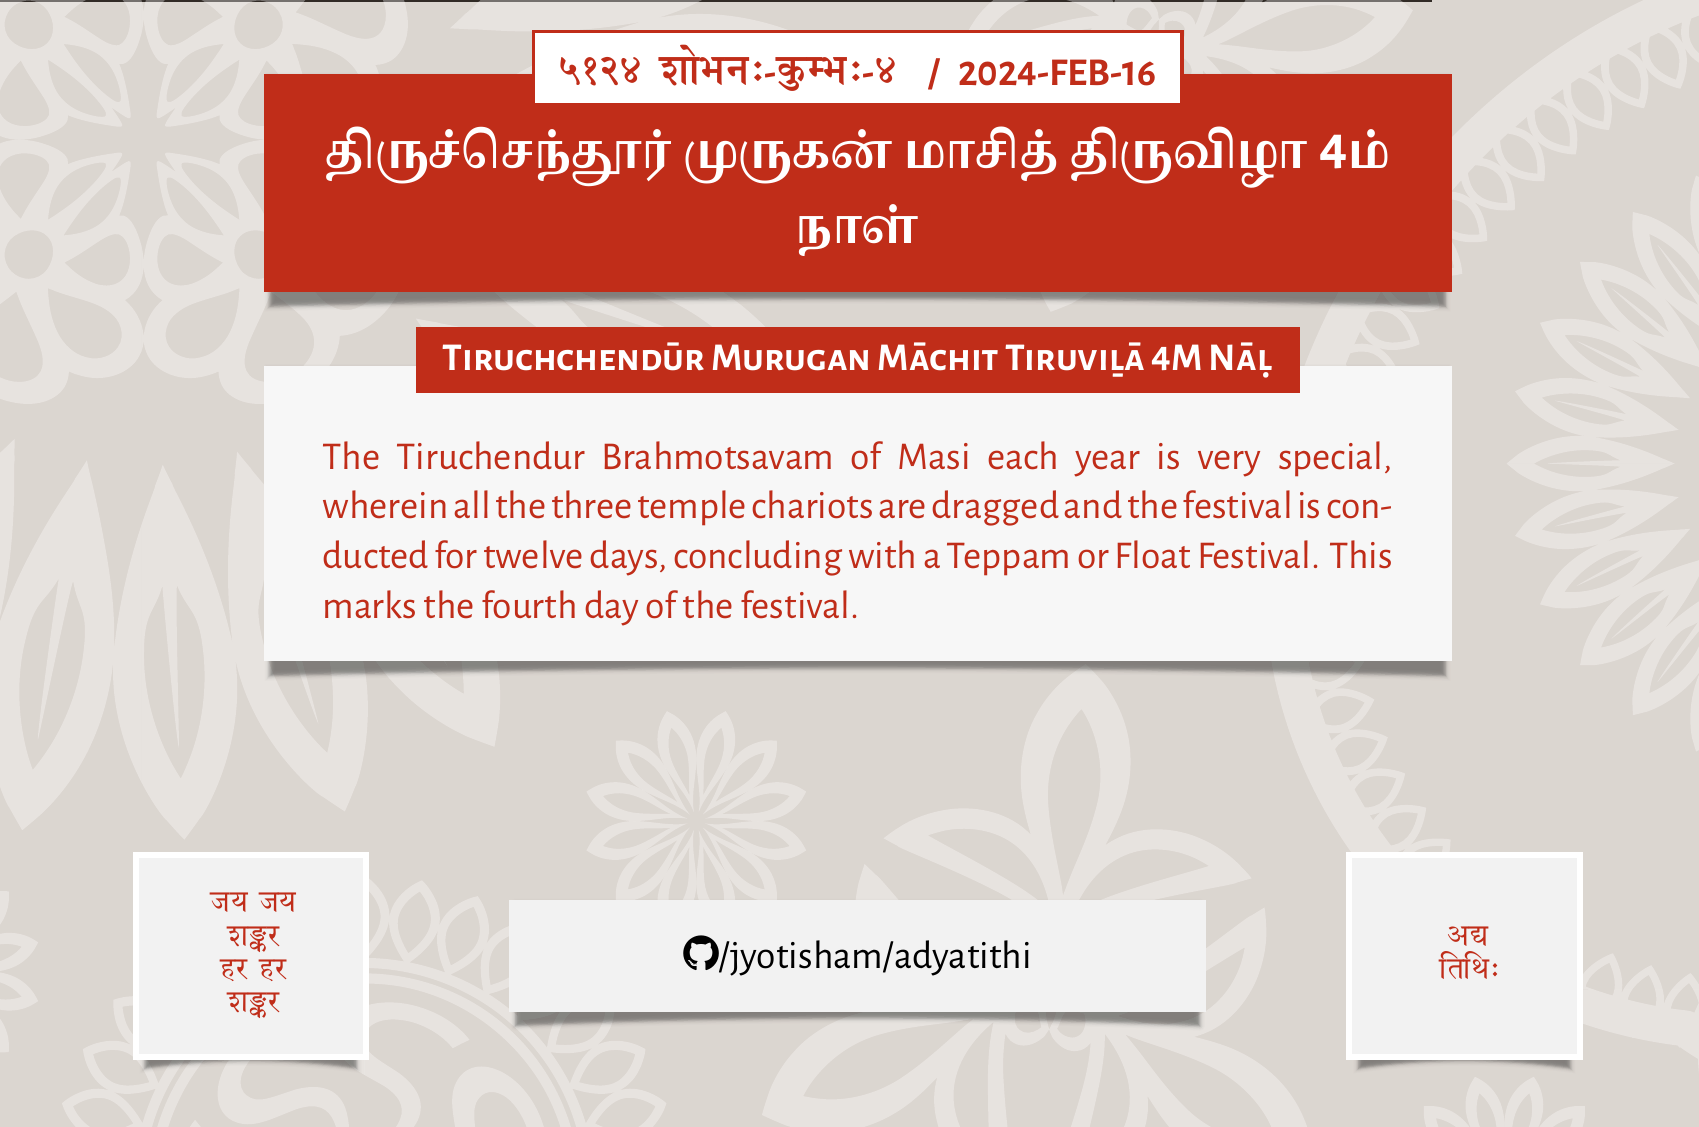 ५१२४ शोभनः-कुम्भः-४ / 2024-FEB-16
திருச்செந்தூர் முருகன் மாசித் திருவிழா 4ம்
நாள்
Tiruchchendūr Murugan Māchit Tiruviḻā 4m Nāḷ
The Tiruchendur Brahmotsavam of Masi each year is very special,
wherein all the three temple chariots are dragged and the festival is con-
ducted for twelve days, concluding with a Teppam or Float Festival. This
marks the fourth day of the festival.
जय जय
शङ्कर
हर हर
शङ्कर
/jyotisham/adyatithi
अद्य
तिथिः